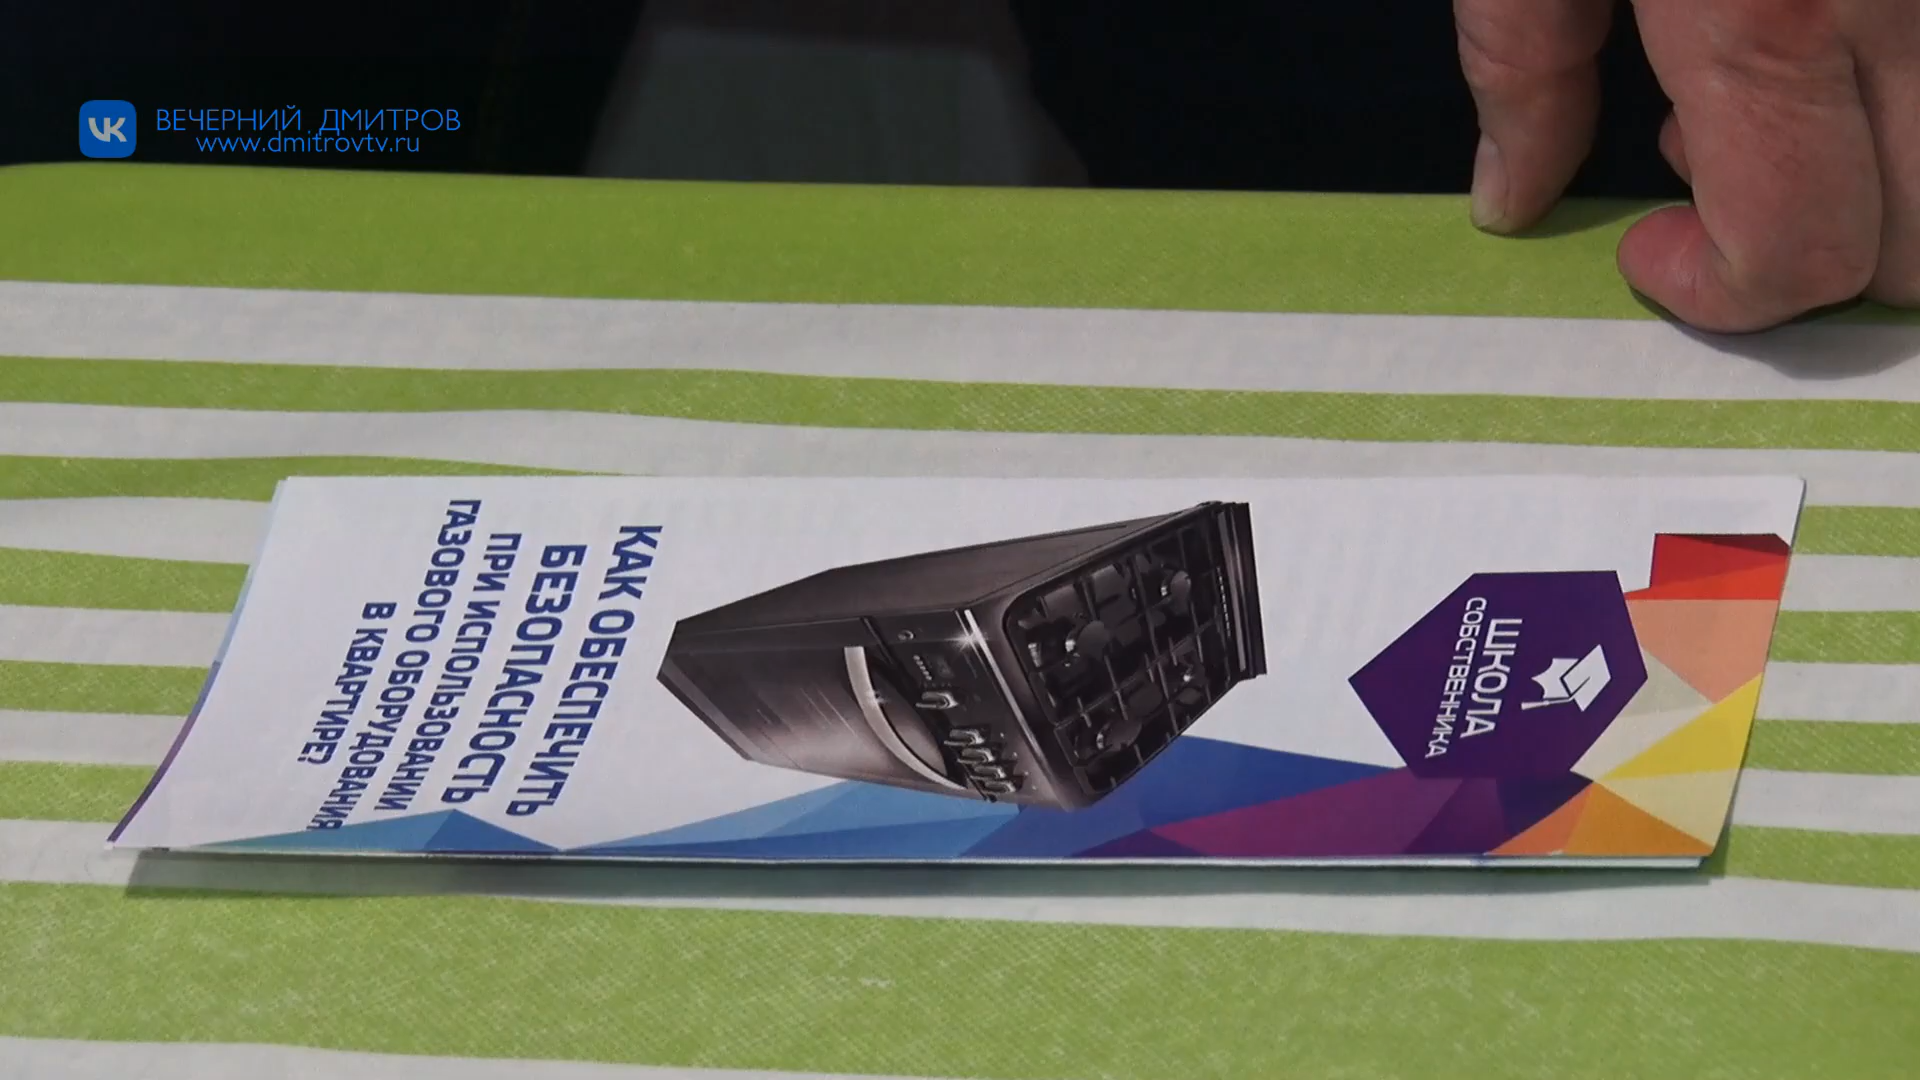 ВЕЧЕРНИЙ ДМИТРОВ
www.dmitrovtv.ru
ШКОЛА
СОБСТВЕННИКА
КАК ОБЕСПЕЧИТЬ
БЕЗОПАСНОСТЬ
ПРИ ИСПОЛЬЗОВАНИИ
ГАЗОВОГО ОБОРУДОВАНИЯ
В КВАРТИРЕ?